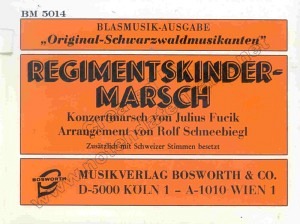 BM 5014
BLASMUSIK-AUSGABE
„Original-Schwarzwaldmusikanten"
REGIMENTSKINDER-
MARSCH
Konzertmarsch von Julius Fucik
Arrangement von Rolf Schneebiegl
Zusätzlich mit Schweizer Stimmen besetzt
BOSWORTH
MUSIKVERLAG BOSWORTH & CO.
D-5000 KÖLN 1 – A-1010 WIEN 1